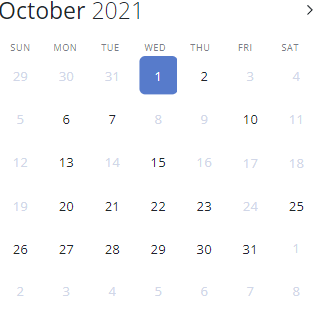 October 2021
SUN MON TUE WED THU FRI SAT
29 30 31 1 2 3 4
5 6 7 8 9 10 11
12 13 14 15 16 17 18
19 20 21 22 23 24 25
26 27 28 29 30 31 1
2 3 4 5 6 7 8